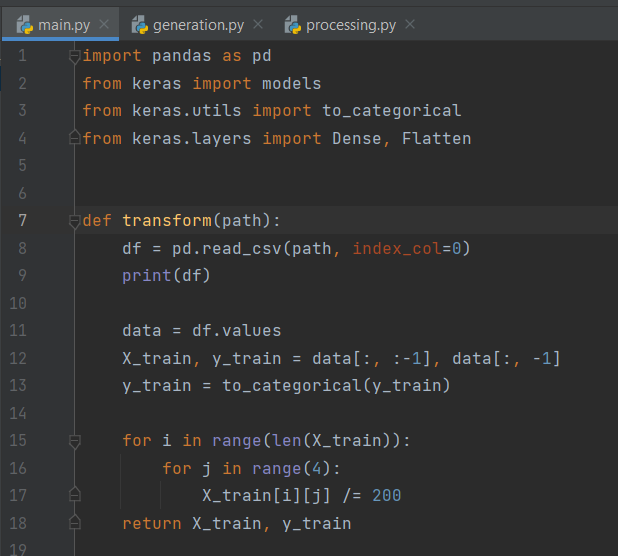 main.py generation.py processing.py
1 import pandas as pd
2 from keras import models
3 from keras.utils import to_categorical
4 from keras.layers import Dense, Flatten
5
6
7 def transform(path):
8     df = pd.read_csv(path, index_col=0)
9     print(df)
10
11     data = df.values
12     X_train, y_train = data[:, :-1], data[:, -1]
13     y_train = to_categorical(y_train)
14
15     for i in range(len(X_train)):
16         for j in range(4):
17             X_train[i][j] /= 200
18     return X_train, y_train
19